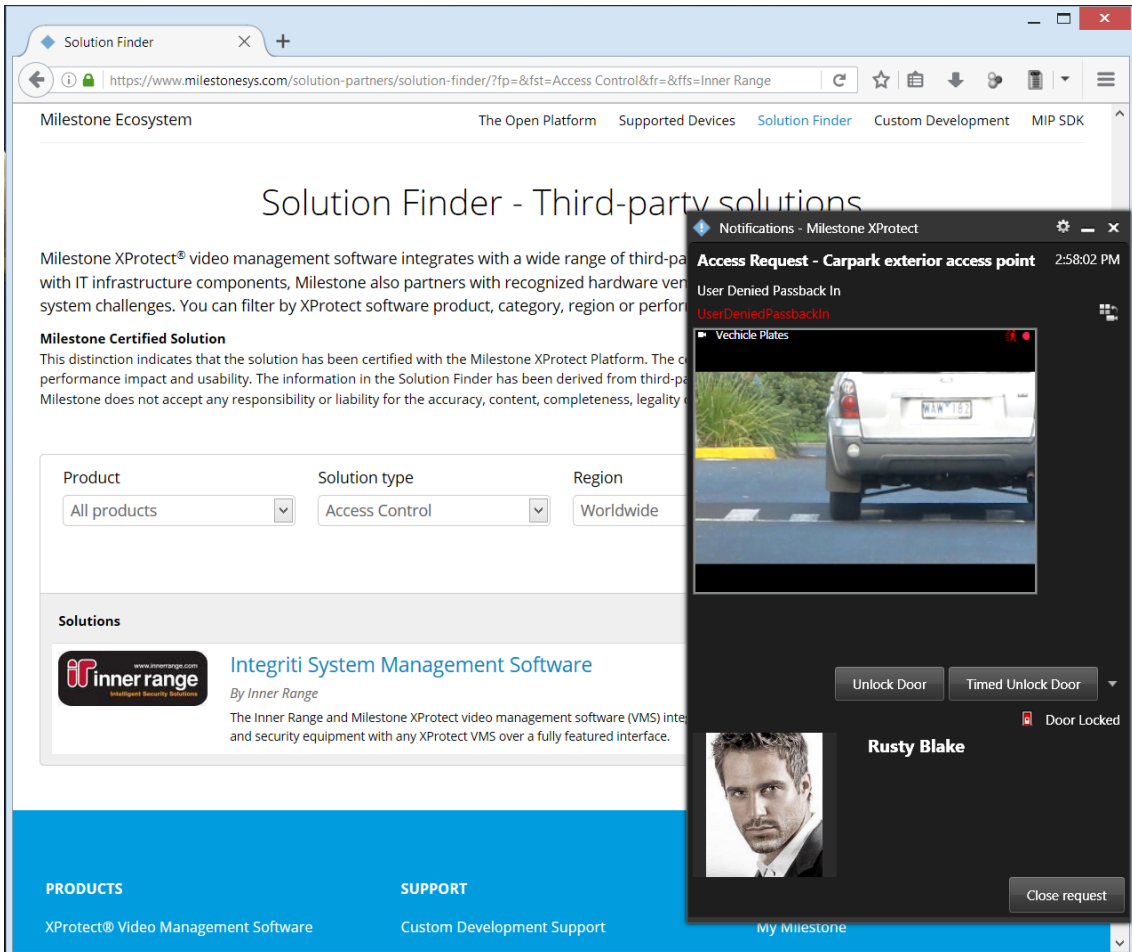 Solution Finder
https://www.milestonesys.com/solution-partners/solution-finder/?fp=&fst=Access Control&fr=&ffs=Inner Range
Milestone Ecosystem
The Open Platform
Supported Devices
Solution Finder
Custom Development
MIP SDK
Solution Finder - Third-party solutions
Milestone XProtect® video management software integrates with a wide range of third-pa
with IT infrastructure components, Milestone also partners with recognized hardware ven
system challenges. You can filter by XProtect software product, category, region or perfor
Milestone Certified Solution
This distinction indicates that the solution has been certified with the Milestone XProtect Platform. The c
performance impact and usability. The information in the Solution Finder has been derived from third-pa
Milestone does not accept any responsibility or liability for the accuracy, content, completeness, legality
Product
Solution type
Region
All products
Access Control
Worldwide
Solutions
www.innerrange.com
inner range
Intelligent Security Solutions
Integriti System Management Software
By Inner Range
The Inner Range and Milestone XProtect video management software (VMS) inte
and security equipment with any XProtect VMS over a fully featured interface.
PRODUCTS
SUPPORT
XProtect® Video Management Software
Custom Development Support
My Milestone
Notifications - Milestone XProtect
Access Request - Carpark exterior access point
2:58:02 PM
User Denied Passback In
UserDeniedPassbackIn
Vechicle Plates
WAW 182
Unlock Door
Timed Unlock Door
Door Locked
Rusty Blake
Close request